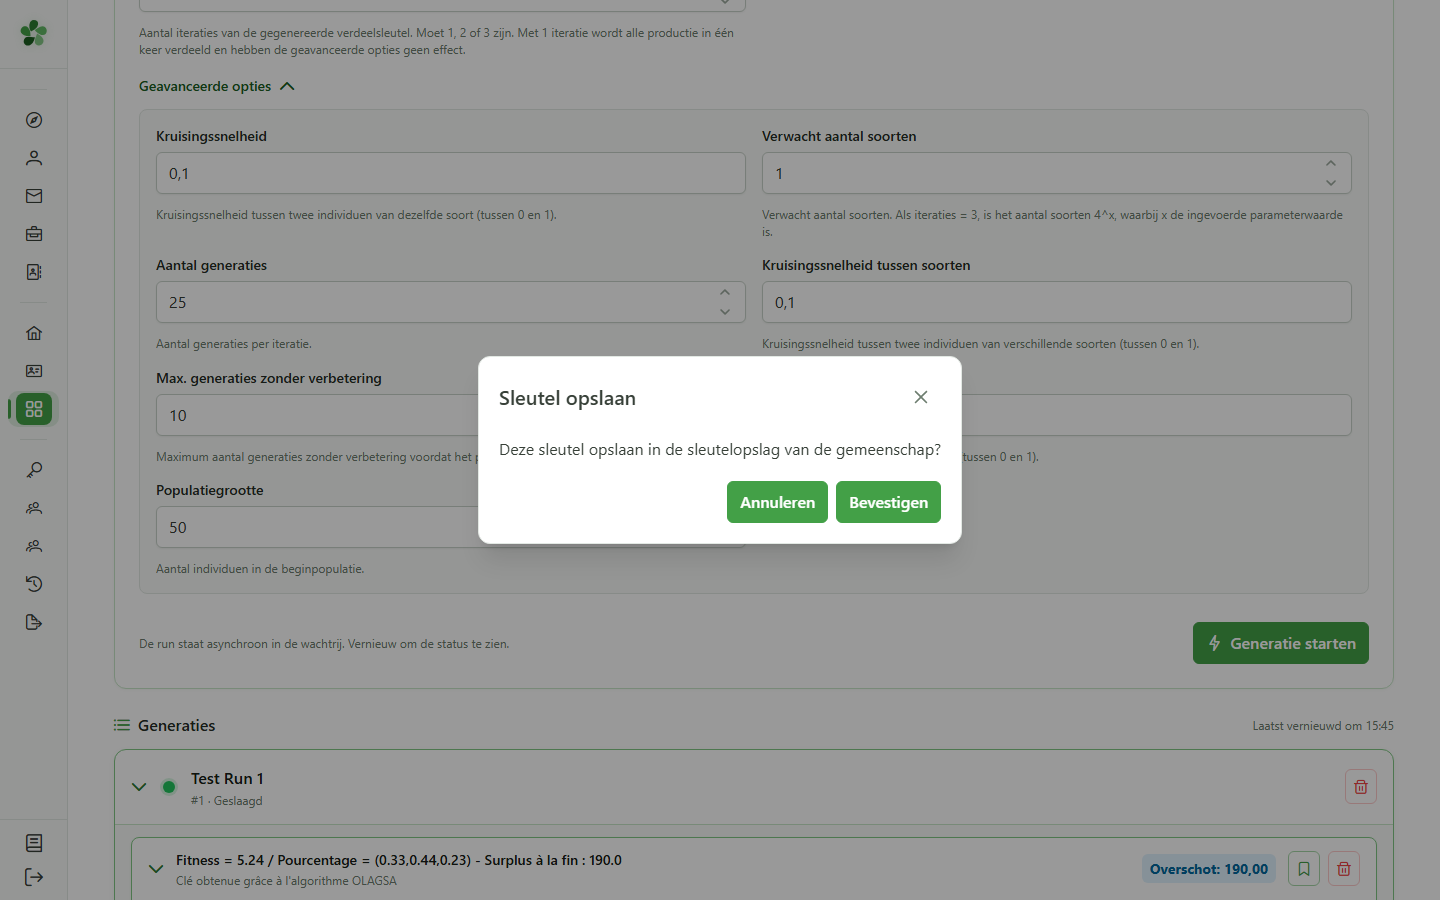 Aantal iteraties van de gegenereerde verdeelsleutel. Moet 1, 2 of 3 zijn. Met 1 iteratie wordt alle productie in één
keer verdeeld en hebben de geavanceerde opties geen effect.
Geavanceerde opties
Kruisingssnelheid
Verwacht aantal soorten
0,1
1
Kruisingssnelheid tussen twee individuen van dezelfde soort (tussen 0 en 1).
Verwacht aantal soorten. Als iteraties = 3, is het aantal soorten 4^x, waarbij x de ingevoerde parameterwaarde
is.
Aantal generaties
Kruisingssnelheid tussen soorten
25
0,1
Aantal generaties per iteratie.
Kruisingssnelheid tussen twee individuen van verschillende soorten (tussen 0 en 1).
Max. generaties zonder verbetering
10
Maximum aantal generaties zonder verbetering voordat het
tussen 0 en 1).
Populatiegrootte
50
Aantal individuen in de beginpopulatie.
Sleutel opslaan
Deze sleutel opslaan in de sleutelopslag van de gemeenschap?
Annuleren
Bevestigen
De run staat asynchroon in de wachtrij. Vernieuw om de status te zien.
Generatie starten
Generaties
Laatst vernieuwd om 15:45
Test Run 1
#1 · Geslaagd
Fitness = 5.24 / Pourcentage = (0.33,0.44,0.23) - Surplus à la fin : 190.0
Clé obtenue grâce à l'algorithme OLAGSA
Overschot: 190,00